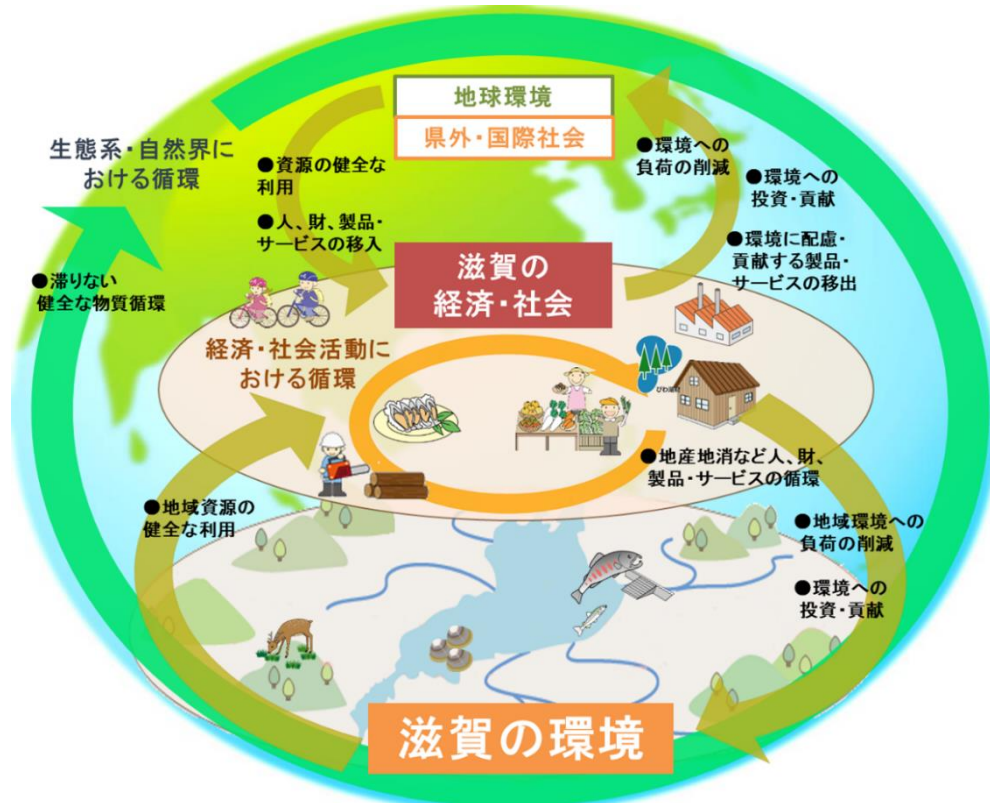 地球環境
県外・国際社会
生態系・自然界に
おける循環
●資源の健全な
利用
●人、財、製品・
サービスの移入
●環境への
負荷の削減
●環境への
投資・貢献
●環境に配慮・
貢献する製品・
サービスの移出
●滞りない
健全な物質循環
滋賀の
経済・社会
経済・社会活動に
おける循環
●地産地消など人、財、
製品・サービスの循環
●地域資源の
健全な利用
●地域環境への
負荷の削減
●環境への
投資・貢献
滋賀の環境